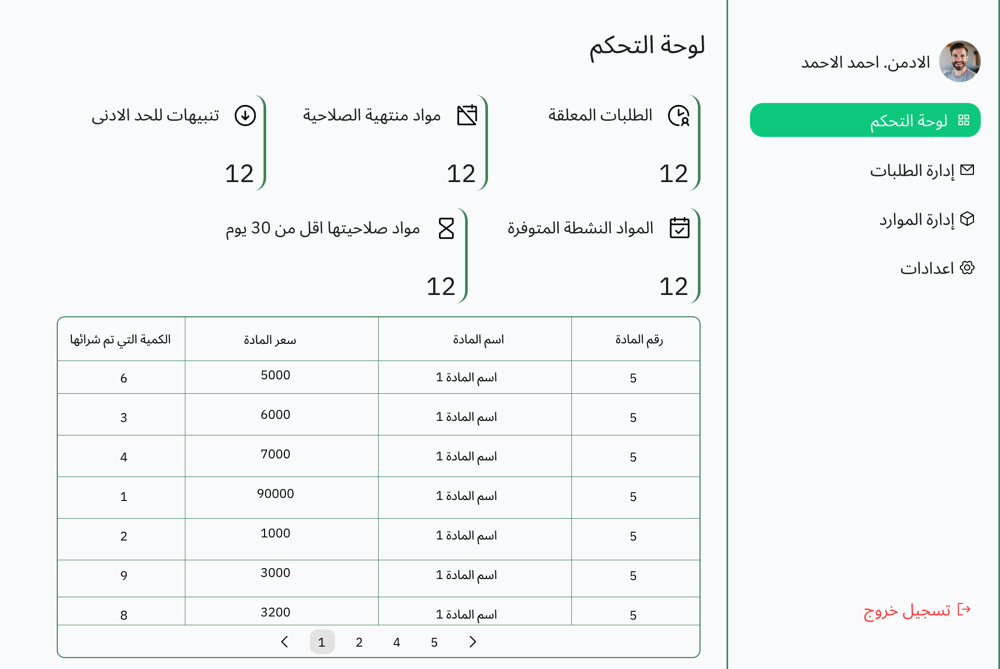 الادمن. احمد الاحمد
لوحة التحكم
إدارة الطلبات
إدارة الموارد
اعدادات
تسجيل خروج
لوحة التحكم
الطلبات المعلقة
12
مواد منتهية الصلاحية
12
تنبيهات للحد الادنى
12
المواد النشطة المتوفرة
12
مواد صلاحيتها اقل من 30 يوم
12
رقم المادة اسم المادة سعر المادة الكمية التي تم شرائها
5 اسم المادة 1 5000 6
5 اسم المادة 1 6000 3
5 اسم المادة 1 7000 4
5 اسم المادة 1 90000 1
5 اسم المادة 1 1000 2
5 اسم المادة 1 3000 9
5 اسم المادة 1 3200 8
1 2 4 5